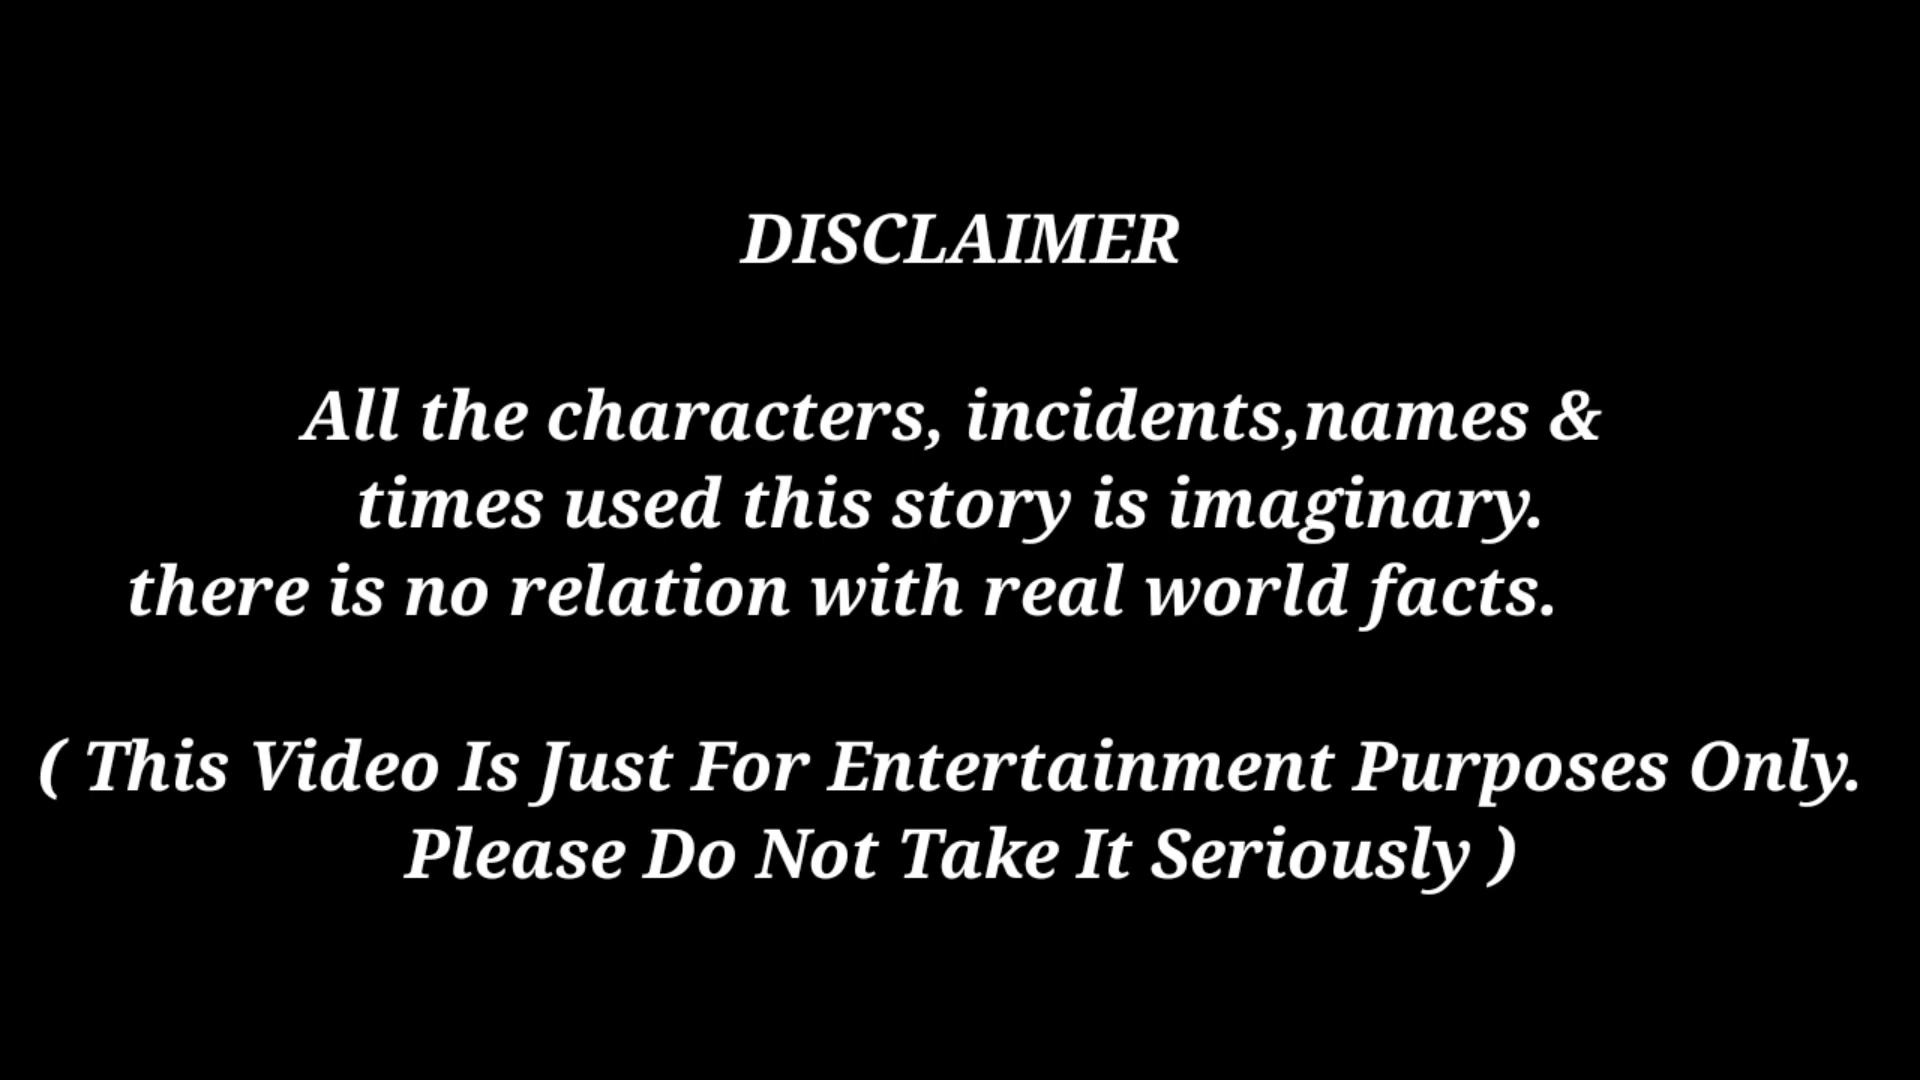 DISCLAIMER
All the characters, incidents,names &
times used this story is imaginary.
there is no relation with real world facts.
( This Video Is Just For Entertainment Purposes Only.
Please Do Not Take It Seriously )